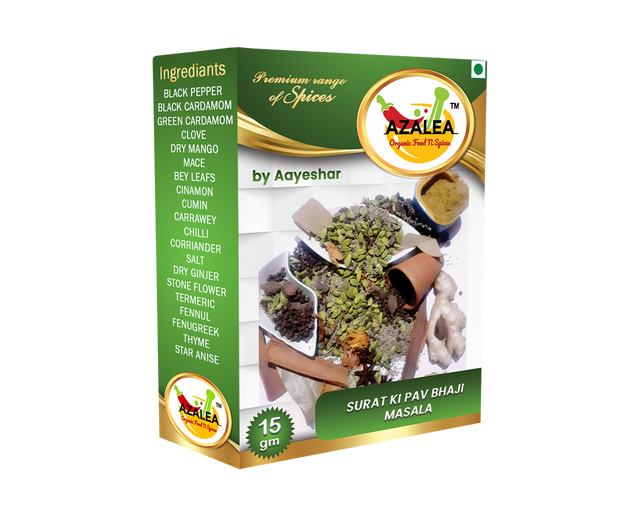 Ingrediants
BLACK PEPPER
BLACK CARDAMOM
GREEN CARDAMOM
CLOVE
DRY MANGO
MACE
BEY LEAFS
CINAMON
CUMIN
CARRAWEY
CHILLI
CORRIANDER
SALT
DRY GINJER
STONE FLOWER
TERMERIC
FENNUL
FENUGREEK
THYME
STAR ANISE
AZALEA TM
Organic Food N Spices
Premium range
of Spices
AZALEA TM
Organic Food N Spices
by Aayeshar
SURAT KI PAV BHAJI
MASALA
15
gm